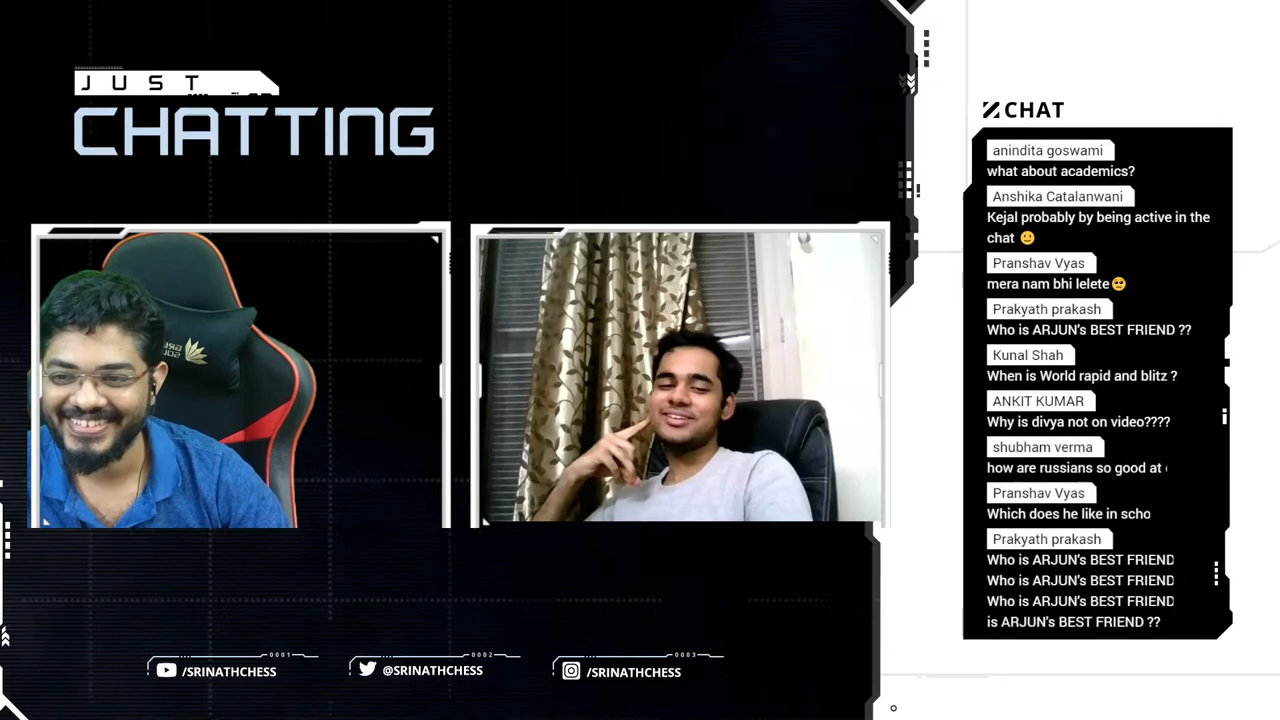 JUST
CHATTING
CHAT
anindita goswami
what about academics?
Anshika Catalanwani
Kejal probably by being active in the
chat 🙂
Pranshav Vyas
mera nam bhi lelete🥺
Prakyath prakash
Who is ARJUN's BEST FRIEND ??
Kunal Shah
When is World rapid and blitz ?
ANKIT KUMAR
Why is divya not on video????
shubham verma
how are russians so good at
Pranshav Vyas
Which does he like in scho
Prakyath prakash
Who is ARJUN's BEST FRIEND
Who is ARJUN's BEST FRIEND
Who is ARJUN's BEST FRIEND
is ARJUN's BEST FRIEND ??
0001
/SRINATHCHESS
0002
@SRINATHCHESS
0003
/SRINATHCHESS